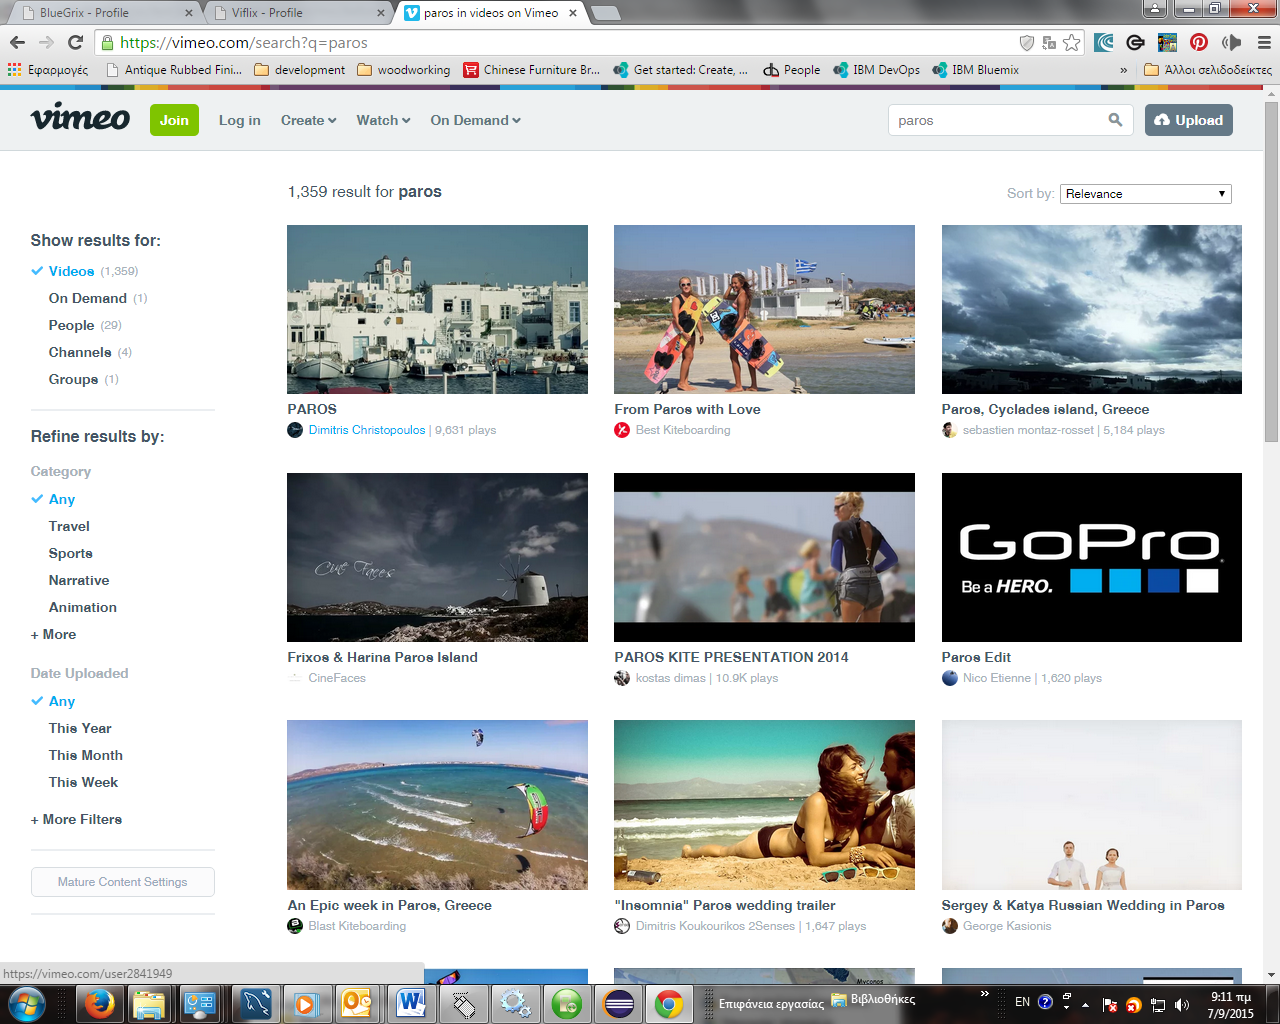 BlueGrix - Profile
Viflix - Profile
paros in videos on Vimeo
https://vimeo.com/search?q=paros
Εφαρμογές
Antique Rubbed Fini...
development
woodworking
Chinese Furniture Br...
Get started: Create, ...
People
IBM DevOps
IBM Bluemix
»
Άλλοι σελιδοδείκτες
vimeo
Join
Log in
Create
Watch
On Demand
paros
Upload
1,359 result for paros
Sort by: Relevance
Show results for:
Videos (1,359)
On Demand (1)
People (29)
Channels (4)
Groups (1)
Refine results by:
Category
Any
Travel
Sports
Narrative
Animation
+ More
Date Uploaded
Any
This Year
This Month
This Week
+ More Filters
Mature Content Settings
PAROS
Dimitris Christopoulos | 9,631 plays
From Paros with Love
Best Kiteboarding
Paros, Cyclades island, Greece
sebastien montaz-rosset | 5,184 plays
Cine Faces
Frixos & Harina Paros Island
CineFaces
PAROS KITE PRESENTATION 2014
kostas dimas | 10.9K plays
GoPro
Be a HERO.
Paros Edit
Nico Etienne | 1,620 plays
An Epic week in Paros, Greece
Blast Kiteboarding
"Insomnia" Paros wedding trailer
Dimitris Koukourikos 2Senses | 1,647 plays
Sergey & Katya Russian Wedding in Paros
George Kasionis
Myconos
https://vimeo.com/user2841949
Επιφάνεια εργασίας
Βιβλιοθήκες
»
EN
9:11 πμ
7/9/2015